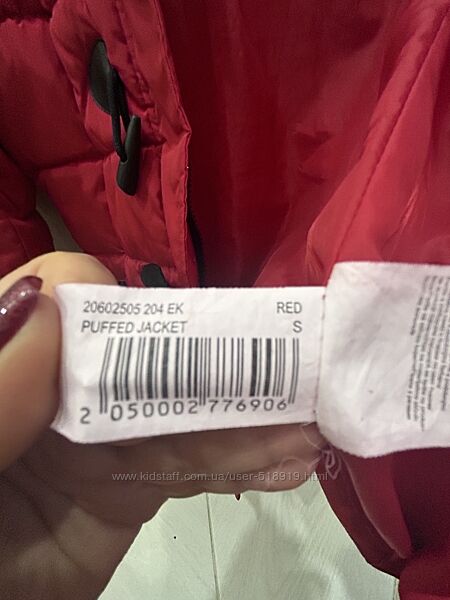 20602505 204 EK RED
PUFFED JACKET S
2 050002 776906
www.kidstaff.com.ua/user-518919.html